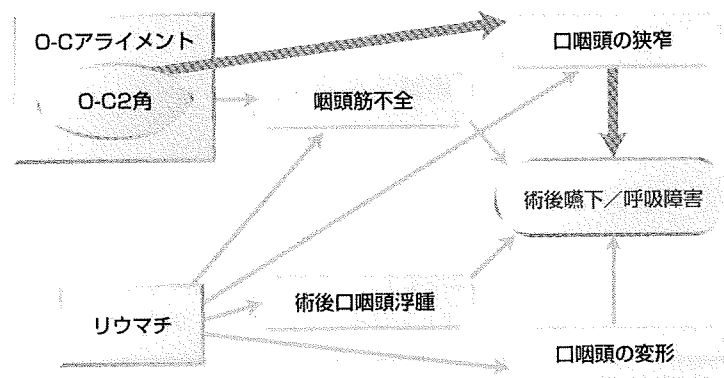 O-Cアライメント
O-C2角
口咽頭の狭窄
咽頭筋不全
術後嚥下／呼吸障害
リウマチ
術後口咽頭浮腫
口咽頭の変形